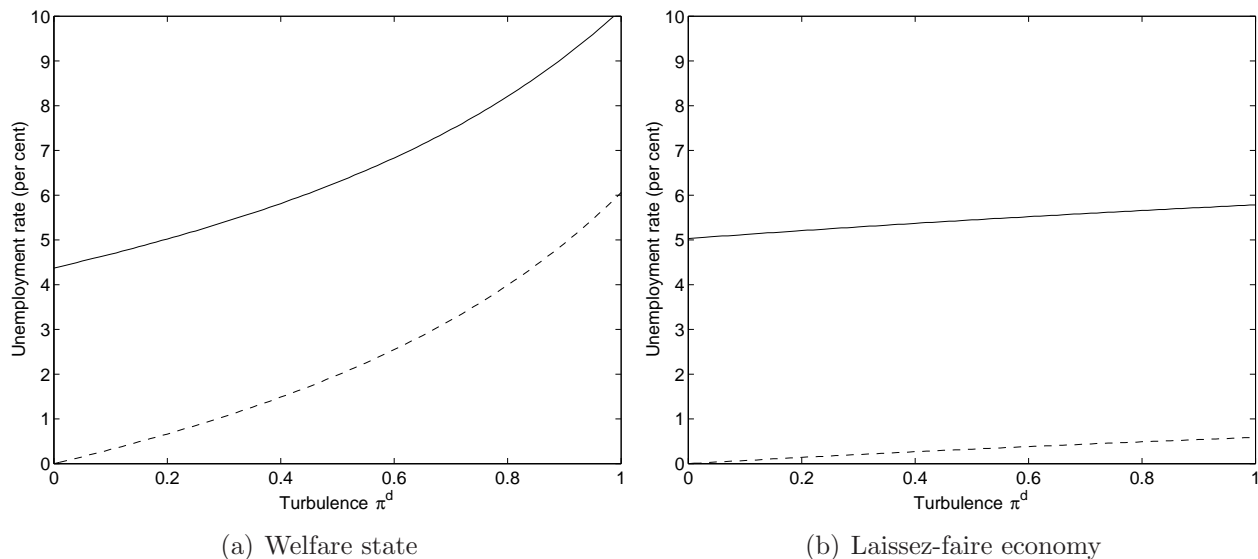 10
9
8
7
6
5
4
3
2
1
0
Unemployment rate (per cent)
0 0.2 0.4 0.6 0.8 1
Turbulence π^d
(a) Welfare state
10
9
8
7
6
5
4
3
2
1
0
Unemployment rate (per cent)
0 0.2 0.4 0.6 0.8 1
Turbulence π^d
(b) Laissez-faire economy